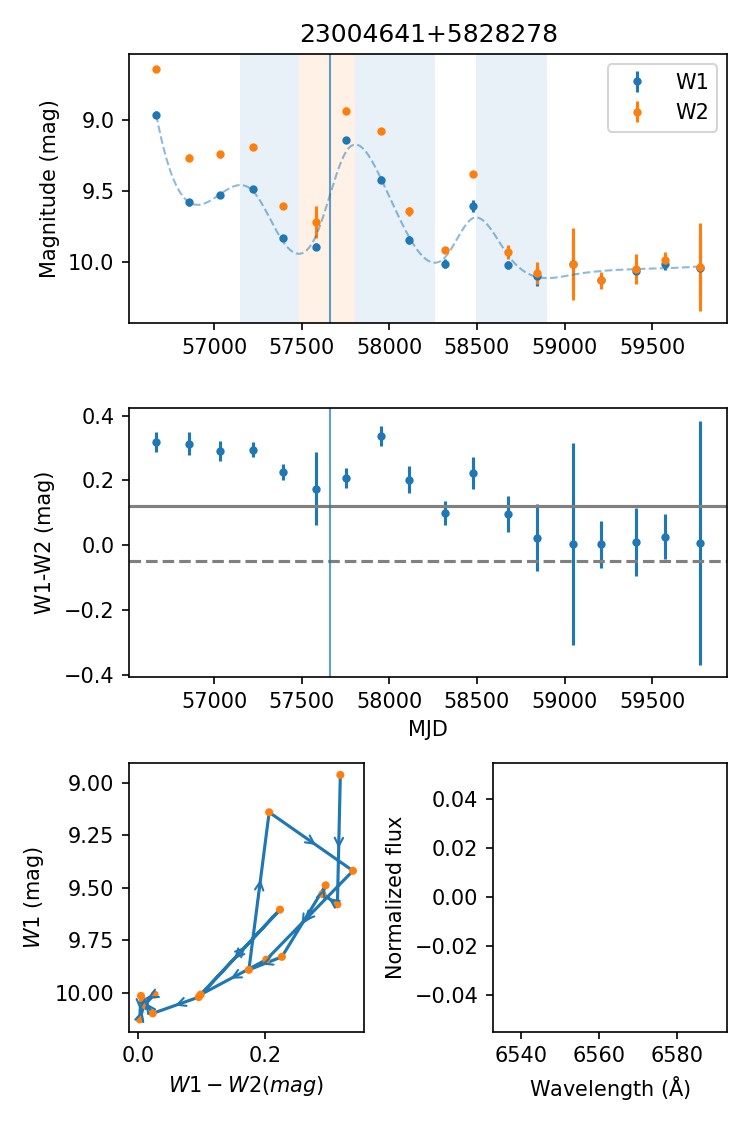 23004641+5828278
W1
W2
Magnitude (mag)
9.0
9.5
10.0
57000 57500 58000 58500 59000 59500
W1-W2 (mag)
0.4
0.2
0.0
−0.2
−0.4
57000 57500 58000 58500 59000 59500
MJD
W1 (mag)
9.00
9.25
9.50
9.75
10.00
0.0 0.2
W1 − W2(mag)
Normalized flux
0.04
0.02
0.00
−0.02
−0.04
6540 6560 6580
Wavelength (Å)